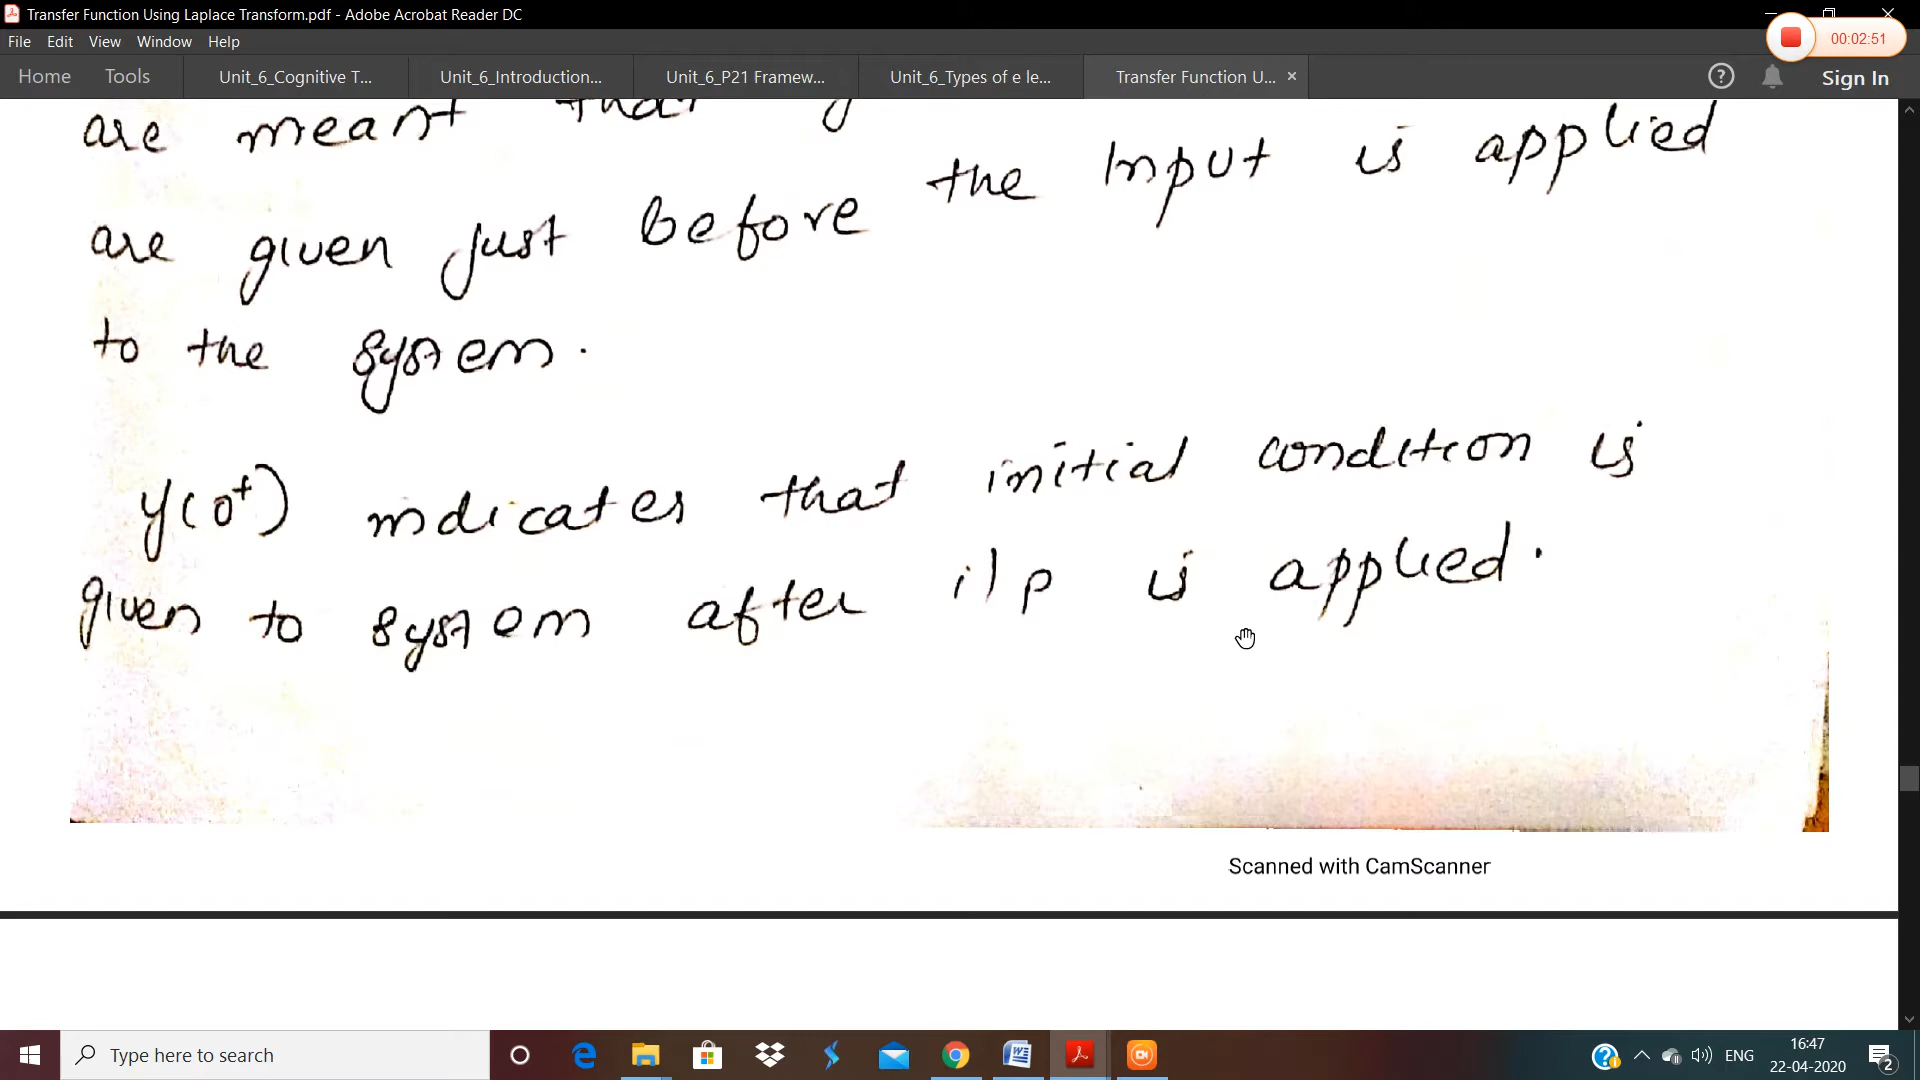 Transfer Function Using Laplace Transform.pdf - Adobe Acrobat Reader DC
00:02:51
File Edit View Window Help
Home Tools Unit_6_Cognitive T... Unit_6_Introduction... Unit_6_P21 Framew... Unit_6_Types of e le... Transfer Function U... × Sign In
are meant that
the Input is applied
are given just before
to the system.
y(0+) indicates that initial condition is
given to system after i/p is applied.
Scanned with CamScanner
Type here to search
ENG
16:47
22-04-2020
2